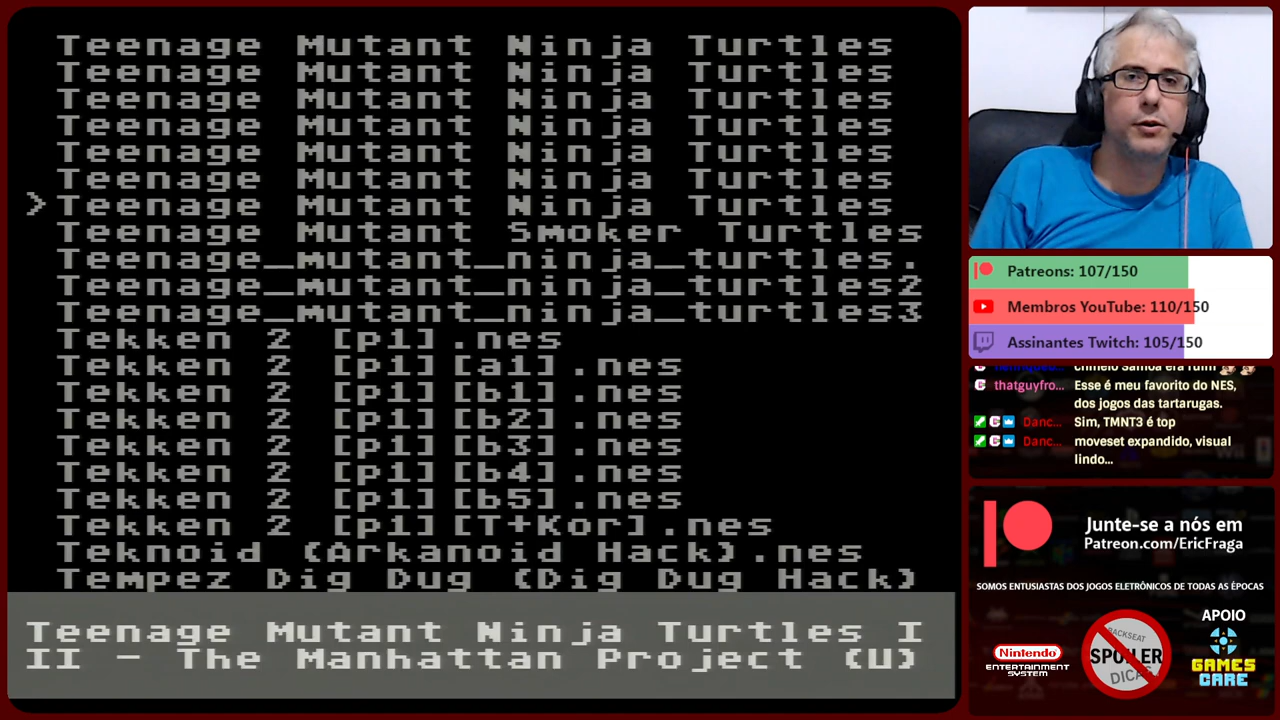 Teenage Mutant Ninja Turtles
Teenage Mutant Ninja Turtles
Teenage Mutant Ninja Turtles
Teenage Mutant Ninja Turtles
Teenage Mutant Ninja Turtles
Teenage Mutant Ninja Turtles
>Teenage Mutant Ninja Turtles
Teenage Mutant Smoker Turtles
Teenage_mutant_ninja_turtles.
Teenage_mutant_ninja_turtles2
Teenage_mutant_ninja_turtles3
Tekken 2 [p1].nes
Tekken 2 [p1][a1].nes
Tekken 2 [p1][b1].nes
Tekken 2 [p1][b2].nes
Tekken 2 [p1][b3].nes
Tekken 2 [p1][b4].nes
Tekken 2 [p1][b5].nes
Tekken 2 [p1][T+Kor].nes
Teknoid (Arkanoid Hack).nes
Tempez Dig Dug (Dig Dug Hack)
Teenage Mutant Ninja Turtles I
II - The Manhattan Project (U)
Patreons: 107/150
Membros YouTube: 110/150
Assinantes Twitch: 105/150
chinelo Samoa era ruim
thatguyfro... Esse é meu favorito do NES,
dos jogos das tartarugas.
Danc... Sim, TMNT3 é top
Danc... moveset expandido, visual
lindo...
Junte-se a nós em
Patreon.com/EricFraga
SOMOS ENTUSIASTAS DOS JOGOS ELETRÔNICOS DE TODAS AS ÉPOCAS
Nintendo
ENTERTAINMENT
SYSTEM
BACKSEAT
SPOILER
DICAS
APOIO
GAMES
CARE